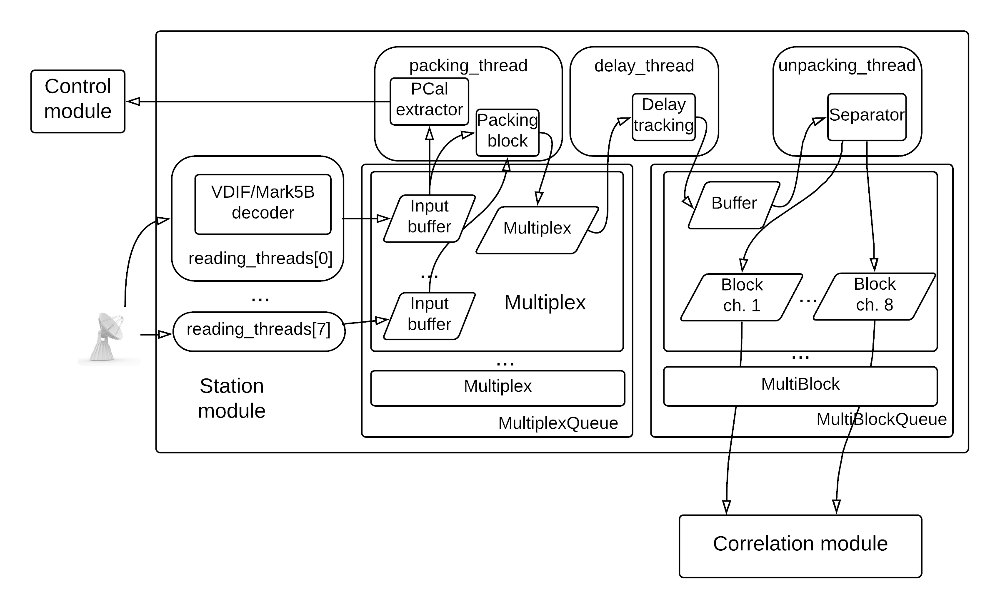 packing_thread
delay_thread
unpacking_thread
Control
module
PCal
extractor
Packing
block
Delay
tracking
Separator
VDIF/Mark5B
decoder
reading_threads[0]
...
reading_threads[7]
Station
module
Input
buffer
Multiplex
...
Input
buffer
Multiplex
...
Multiplex
MultiplexQueue
Buffer
Block
ch. 1
...
Block
ch. 8
...
MultiBlock
MultiBlockQueue
Correlation module